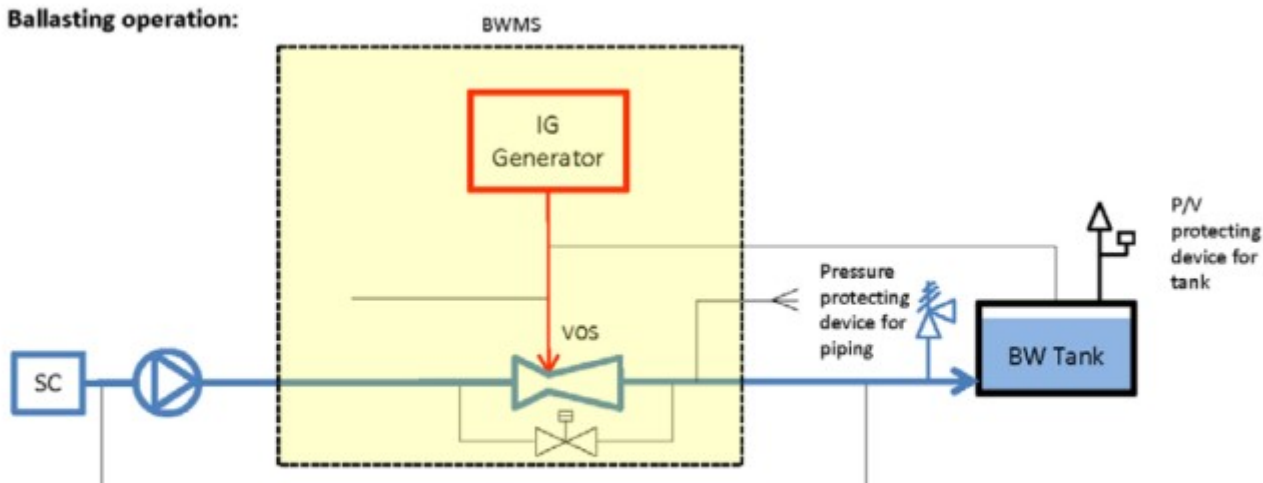 Ballasting operation:
BWMS
IG
Generator
P/V
protecting
device for
tank
Pressure
protecting
device for
piping
VOS
SC
BW Tank